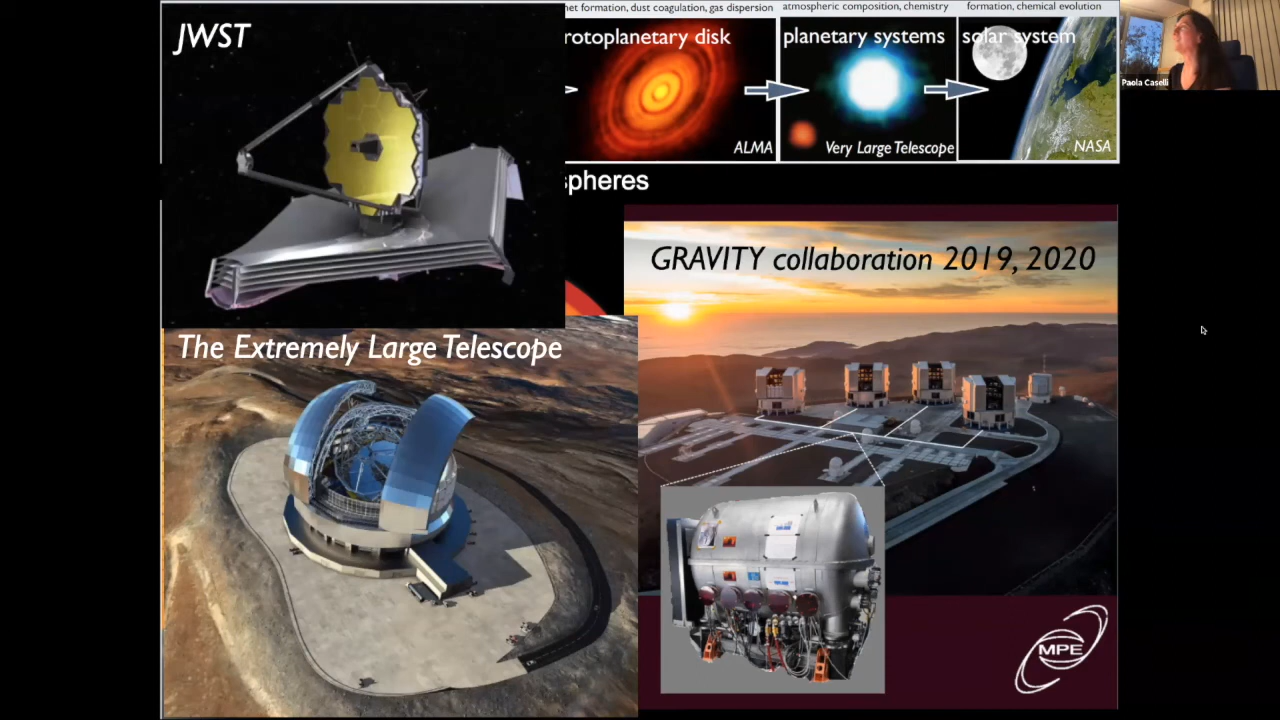 JWST
net formation, dust coagulation, gas dispersion
atmospheric composition, chemistry
formation, chemical evolution
rotoplanetary disk
planetary systems
solar system
ALMA
Very Large Telescope
NASA
Paola Caselli
spheres
GRAVITY collaboration 2019, 2020
The Extremely Large Telescope
MPE